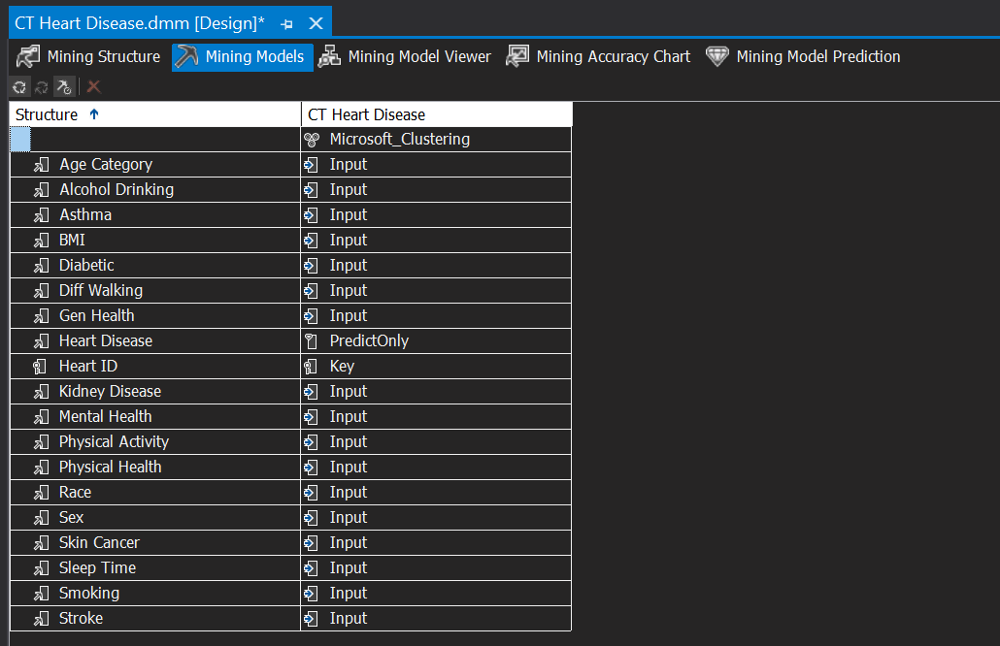 CT Heart Disease.dmm [Design]*
Mining Structure Mining Models Mining Model Viewer Mining Accuracy Chart Mining Model Prediction
Structure CT Heart Disease
Microsoft_Clustering
Age Category Input
Alcohol Drinking Input
Asthma Input
BMI Input
Diabetic Input
Diff Walking Input
Gen Health Input
Heart Disease PredictOnly
Heart ID Key
Kidney Disease Input
Mental Health Input
Physical Activity Input
Physical Health Input
Race Input
Sex Input
Skin Cancer Input
Sleep Time Input
Smoking Input
Stroke Input